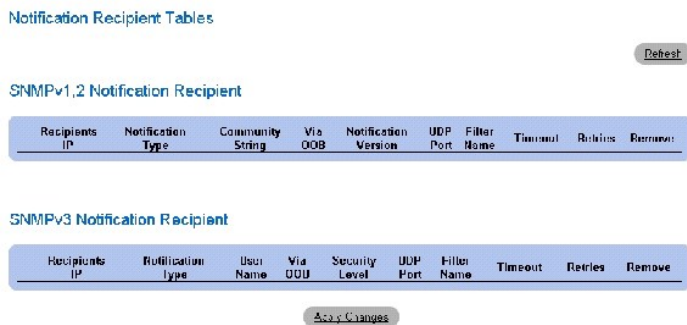 Notification Recipient Tables
Refresh
SNMPv1,2 Notification Recipient
Recipients IP Notification Type Community String Via OOB Notification Version UDP Port Filter Name Timeout Retries Remove
SNMPv3 Notification Recipient
Recipients IP Notification Type User Name Via OOB Security Level UDP Port Filter Name Timeout Retries Remove
Apply Changes